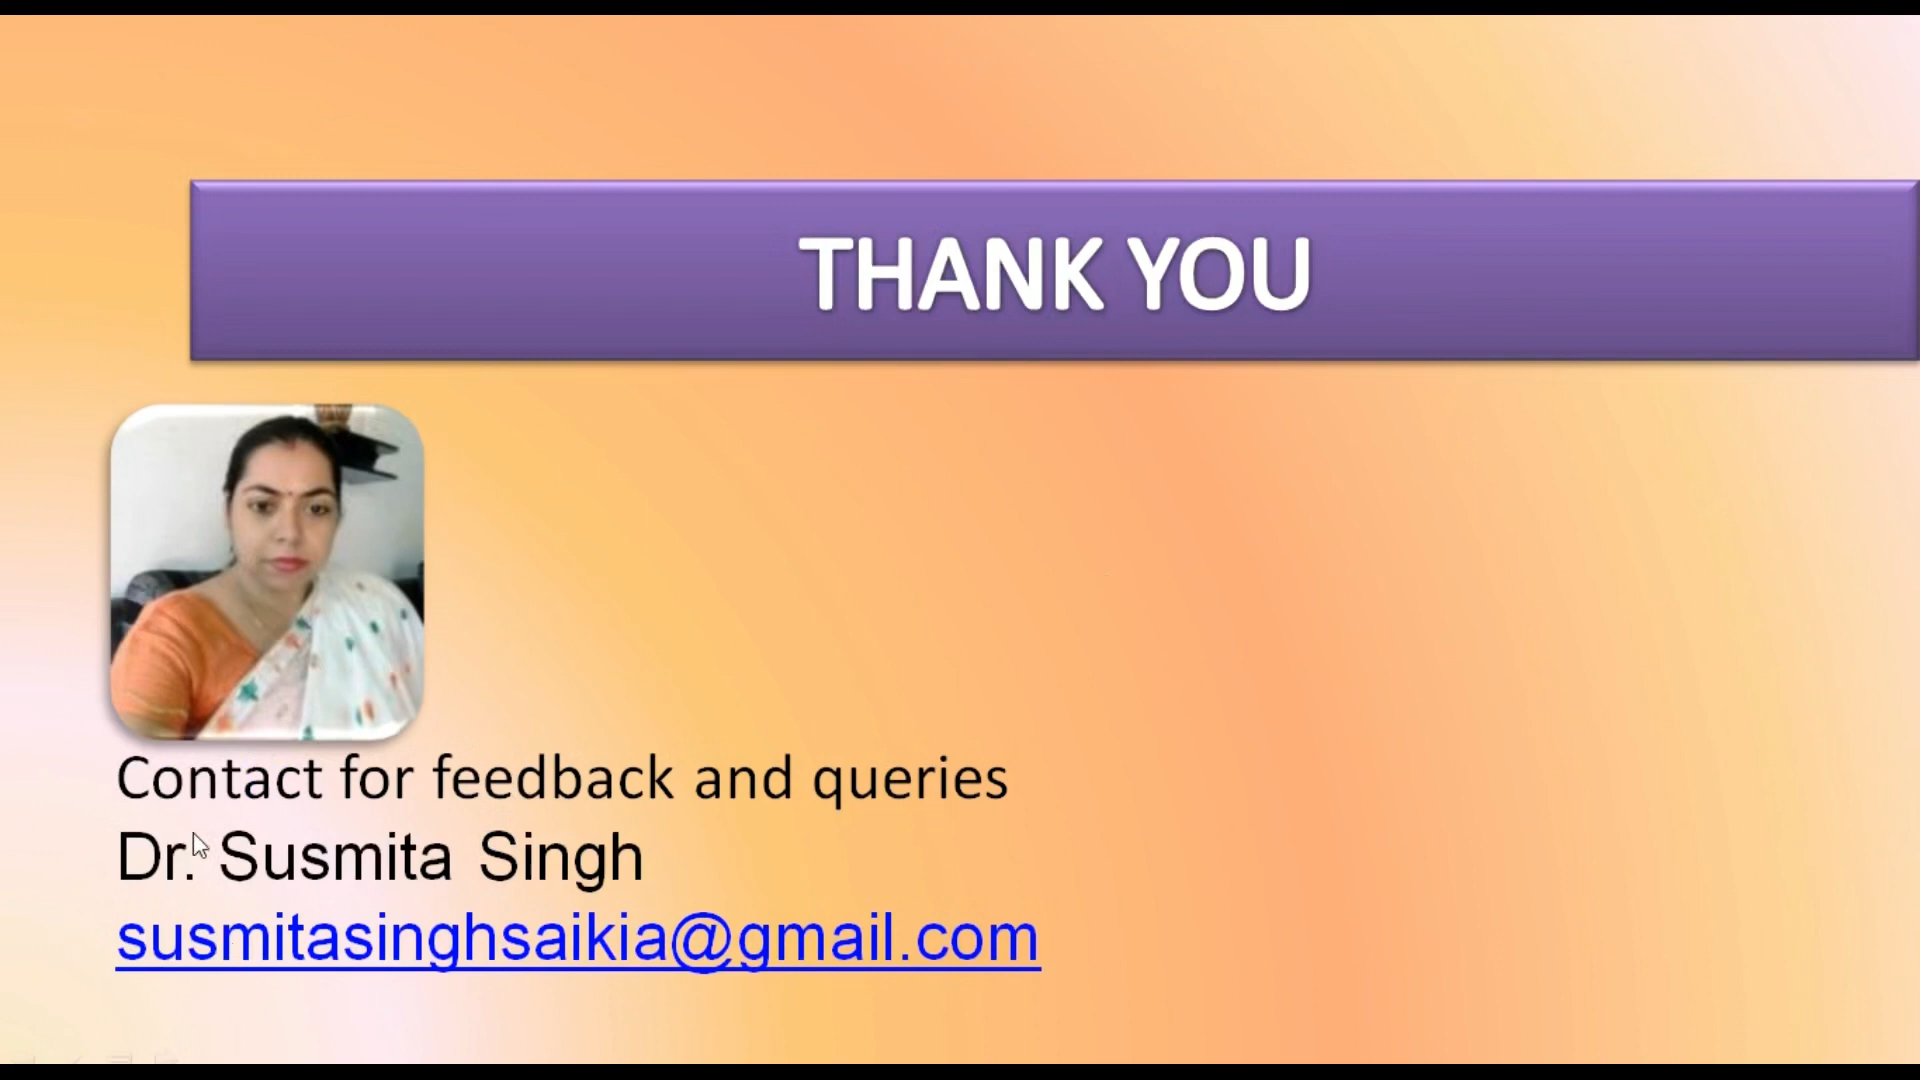 THANK YOU
Contact for feedback and queries
Dr. Susmita Singh
susmitasinghsaikia@gmail.com